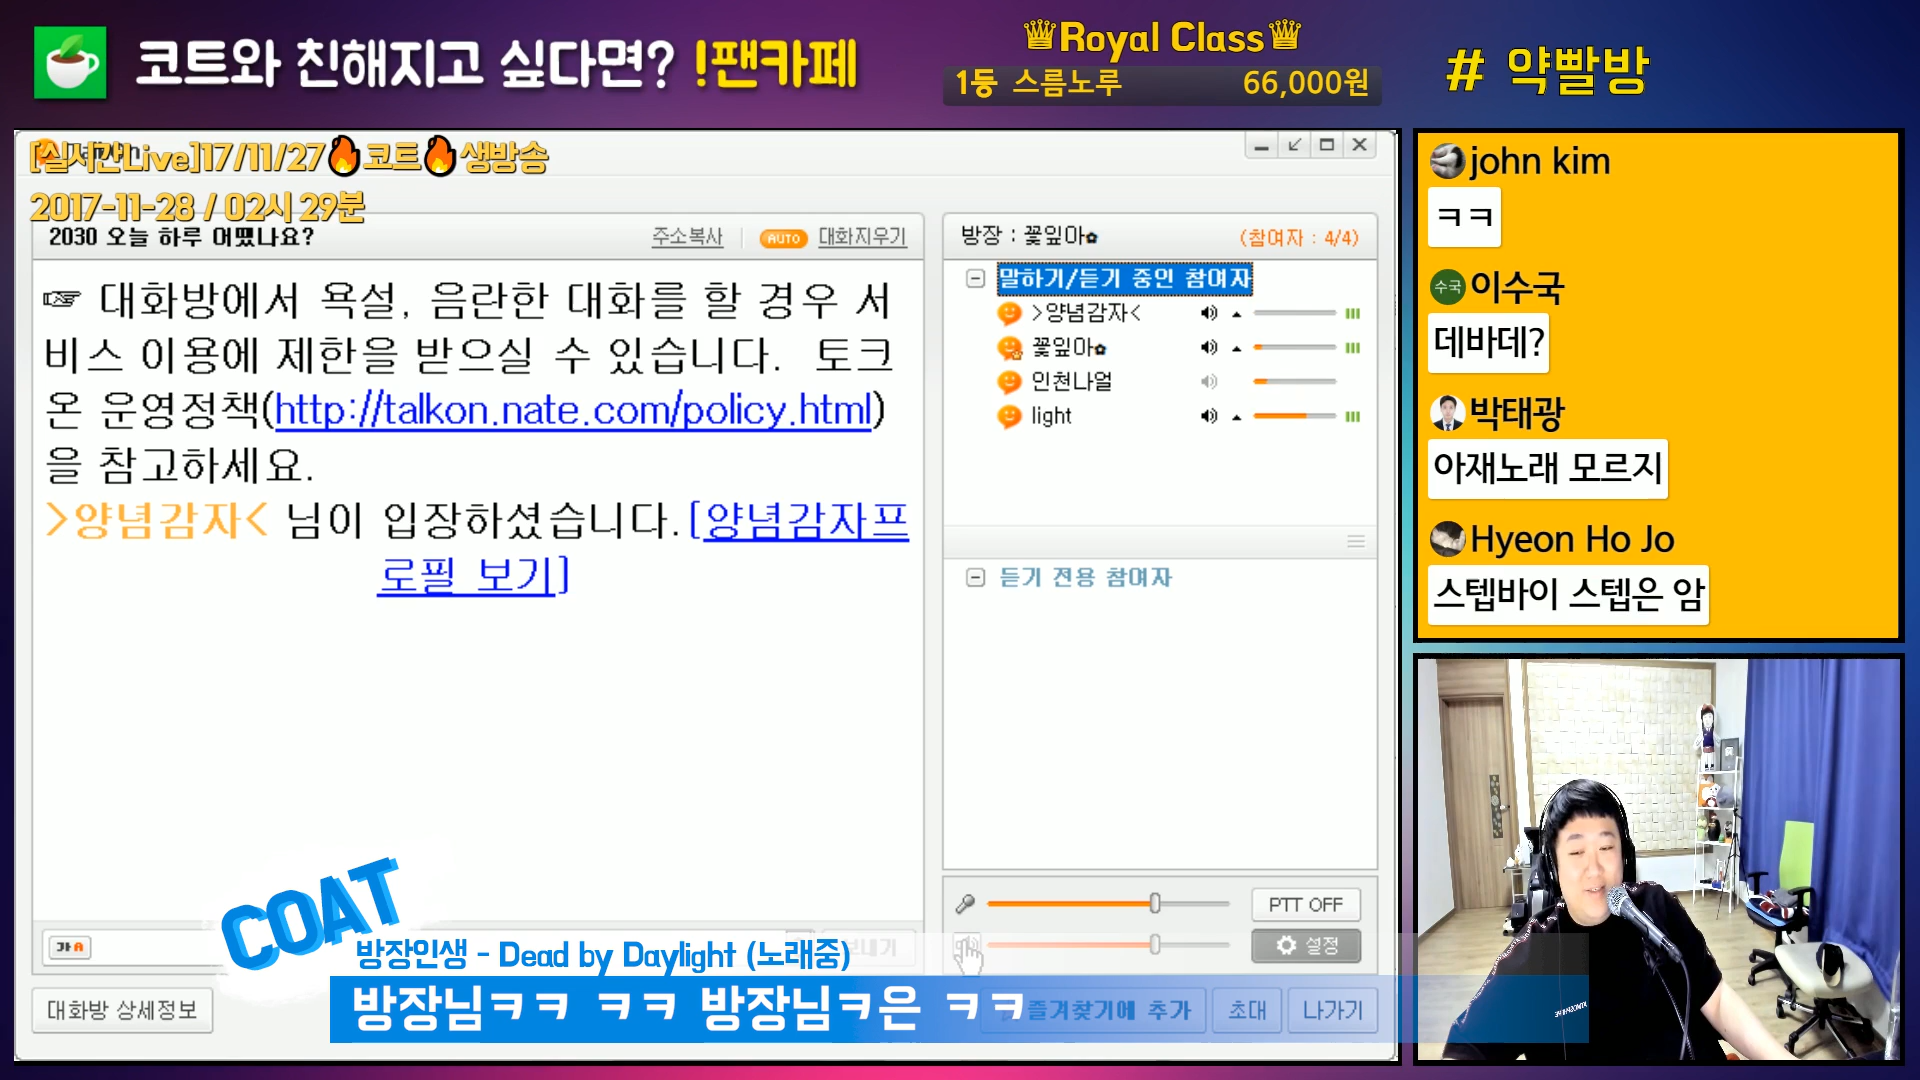 코트와 친해지고 싶다면? !팬카페
♛Royal Class♛
1등 스름노루 66,000원
# 약빨방
[실시간Live]17/11/27🔥코트🔥생방송
2017-11-28 / 02시 29분
2030 오늘 하루 어땠나요?
주소복사
AUTO 대화지우기
☞ 대화방에서 욕설, 음란한 대화를 할 경우 서
비스 이용에 제한을 받으실 수 있습니다. 토크
온 운영정책(http://talkon.nate.com/policy.html)
을 참고하세요.
>양념감자< 님이 입장하셨습니다.[양념감자프
로필 보기]
방장 : 꽃잎아✿
(참여자 : 4/4)
말하기/듣기 중인 참여자
>양념감자<
꽃잎아✿
인천나얼
light
듣기 전용 참여자
PTT OFF
설정
john kim
ㅋㅋ
수국 이수국
데바데?
박태광
아재노래 모르지
Hyeon Ho Jo
스텝바이 스텝은 암
가A
보내기
COAT
방장인생 - Dead by Daylight (노래중)
방장님ㅋㅋ ㅋㅋ 방장님ㅋ은 ㅋㅋ
대화방 상세정보
즐겨찾기에 추가
초대
나가기